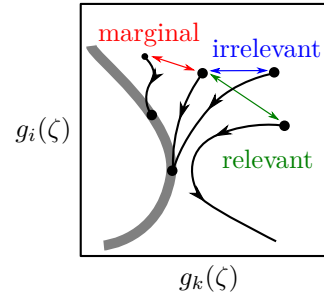 marginal
irrelevant
g_i(ζ)
relevant
g_k(ζ)